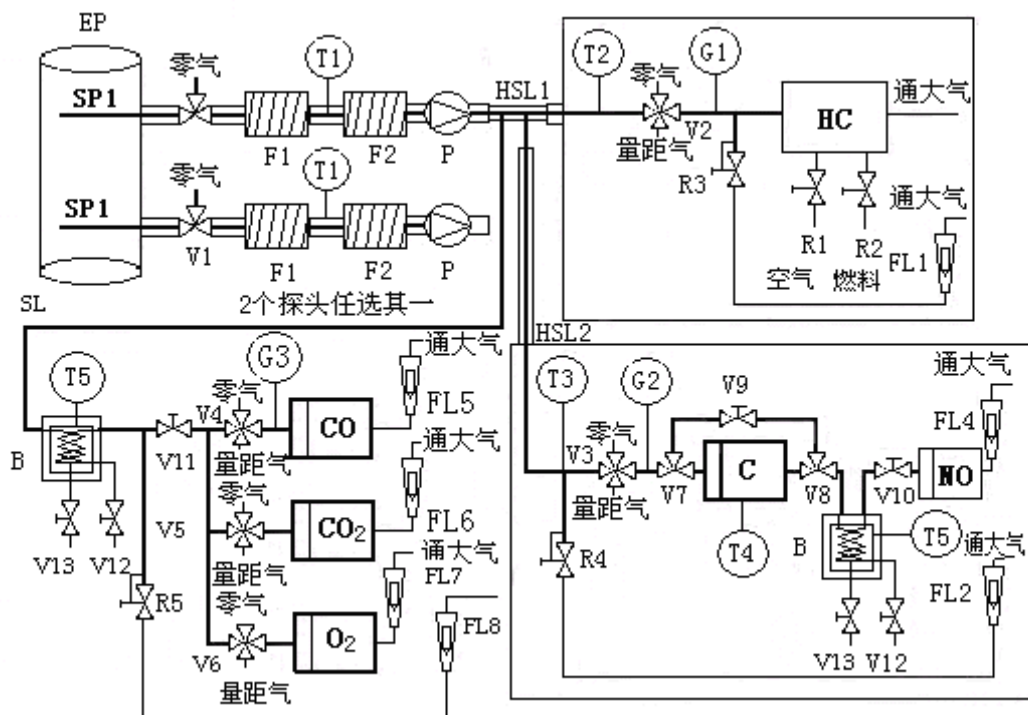 EP
零气
T1
HSL1
T2
G1
通大气
SP1
零气
HC
F1
F2
P
量距气
V2
零气
T1
R3
通大气
SP1
V1
F1
F2
P
R1
R2
FL1
空气
燃料
SL
2个探头任选其一
HSL2
T5
G3
通大气
零气
V4
CO
FL5
B
V11
量距气
通大气
零气
V5
CO2
FL6
V13
V12
量距气
通大气
零气
FL7
R5
O2
FL8
V6
量距气
T3
G2
V9
通大气
零气
V3
C
FL4
NO
量距气
V7
V8
V10
R4
T4
B
T5
通大气
FL2
V13
V12